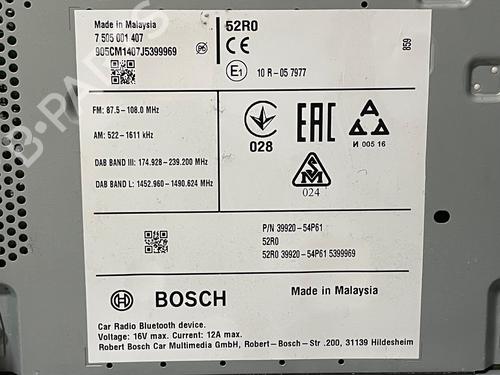 Made in Malaysia
7 505 001 407
905CM1407J5399969
52R0
CE
E1 10 R - 05 7977
859
FM: 87.5 - 108.0 MHz
AM: 522 - 1611 kHz
DAB BAND III: 174.928 - 239.200 MHz
DAB BAND L: 1452.960 - 1490.624 MHz
028
EAC
И 005 16
SM
024
P/N 39920-54P61
52R0
52R0 39920-54P61 5399969
BOSCH
Made in Malaysia
Car Radio Bluetooth device.
Voltage: 16V max. Current: 12A max.
Robert Bosch Car Multimedia GmbH, Robert-Bosch-Str .200, 31139 Hildesheim
B-PARTS